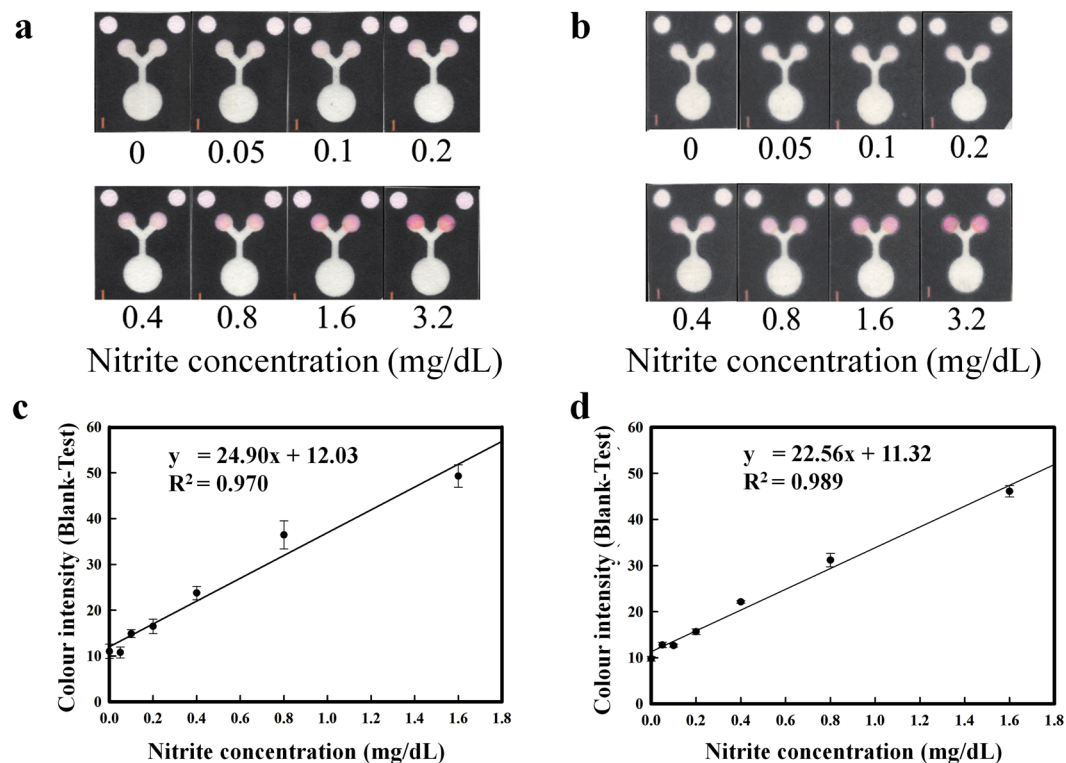 a
0 0.05 0.1 0.2
0.4 0.8 1.6 3.2
Nitrite concentration (mg/dL)
b
0 0.05 0.1 0.2
0.4 0.8 1.6 3.2
Nitrite concentration (mg/dL)
c
Colour intensity (Blank-Test)
60
50
40
30
20
10
0
y = 24.90x + 12.03
R² = 0.970
0.0 0.2 0.4 0.6 0.8 1.0 1.2 1.4 1.6 1.8
Nitrite concentration (mg/dL)
d
Colour intensity (Blank-Test)
60
50
40
30
20
10
0
y = 22.56x + 11.32
R² = 0.989
0.0 0.2 0.4 0.6 0.8 1.0 1.2 1.4 1.6 1.8
Nitrite concentration (mg/dL)